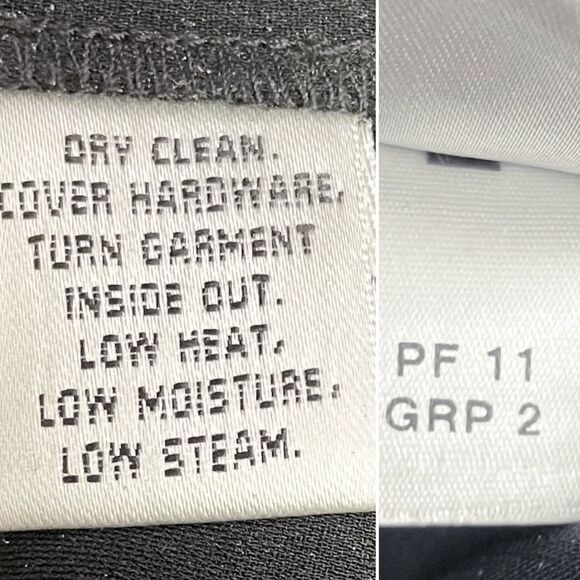 DRY CLEAN.
COVER HARDWARE,
TURN GARMENT
INSIDE OUT.
LOW HEAT,
LOW MOISTURE,
LOW STEAM.
PF 11
GRP 2